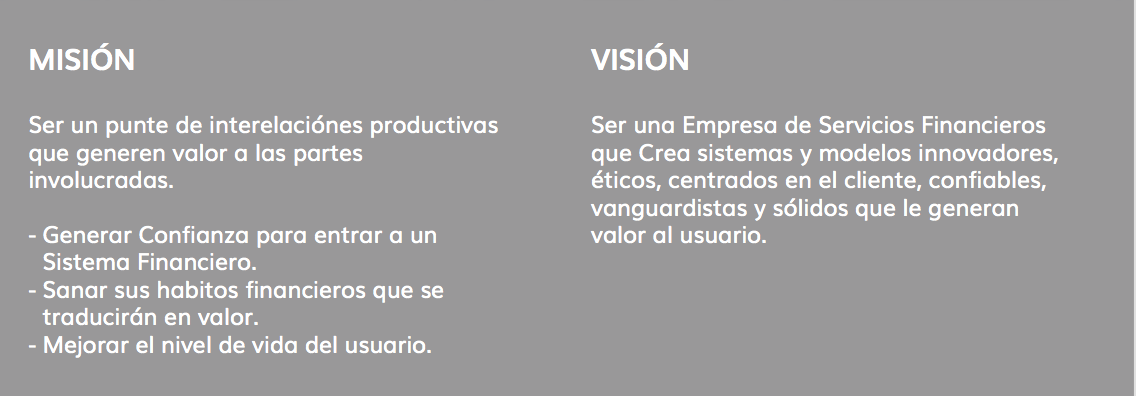 MISIÓN
Ser un punte de interelaciónes productivas
que generen valor a las partes
involucradas.
- Generar Confianza para entrar a un
Sistema Financiero.
- Sanar sus habitos financieros que se
traducirán en valor.
- Mejorar el nivel de vida del usuario.
VISIÓN
Ser una Empresa de Servicios Financieros
que Crea sistemas y modelos innovadores,
éticos, centrados en el cliente, confiables,
vanguardistas y sólidos que le generan
valor al usuario.